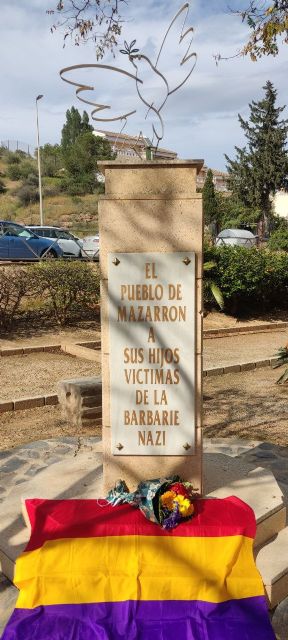 EL
PUEBLO DE
MAZARRON
A
SUS HIJOS
VICTIMAS
DE LA
BARBARIE
NAZI